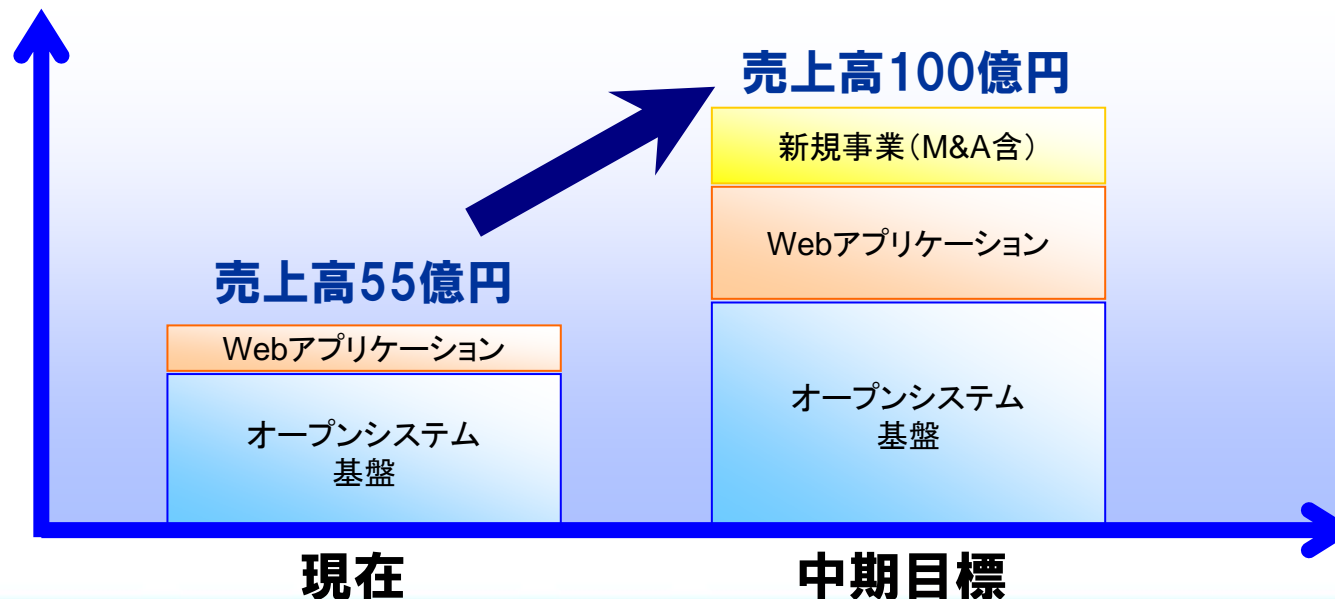 売上高100億円
新規事業(M&A含)
Webアプリケーション
売上高55億円
Webアプリケーション
オープンシステム
基盤
オープンシステム
基盤
現在
中期目標